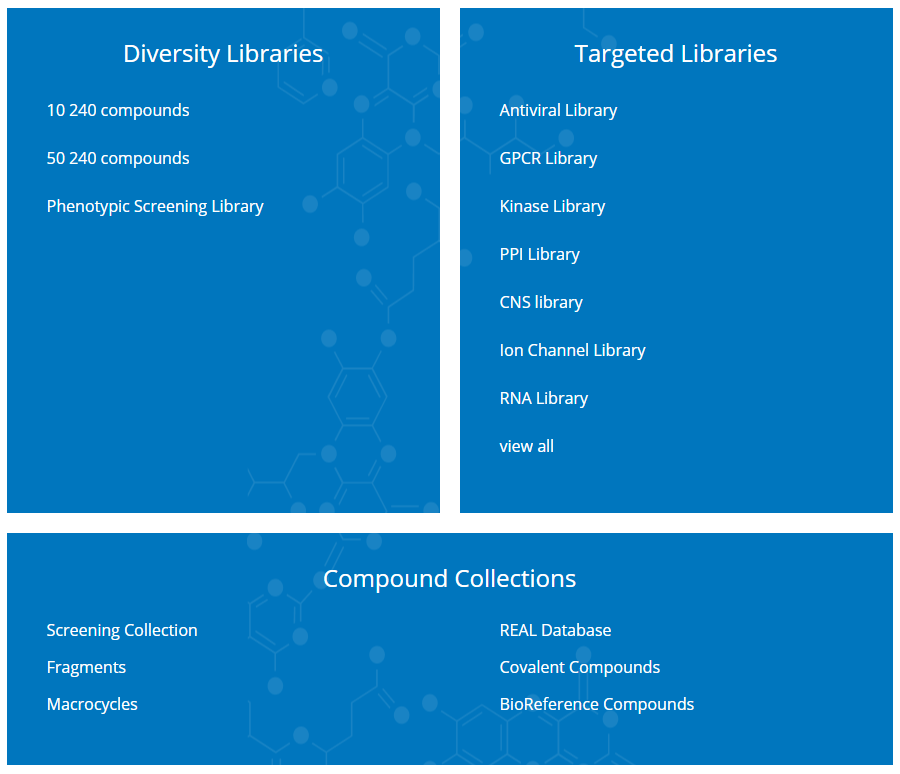 Diversity Libraries
10 240 compounds
50 240 compounds
Phenotypic Screening Library
Targeted Libraries
Antiviral Library
GPCR Library
Kinase Library
PPI Library
CNS library
Ion Channel Library
RNA Library
view all
Compound Collections
Screening Collection
Fragments
Macrocycles
REAL Database
Covalent Compounds
BioReference Compounds